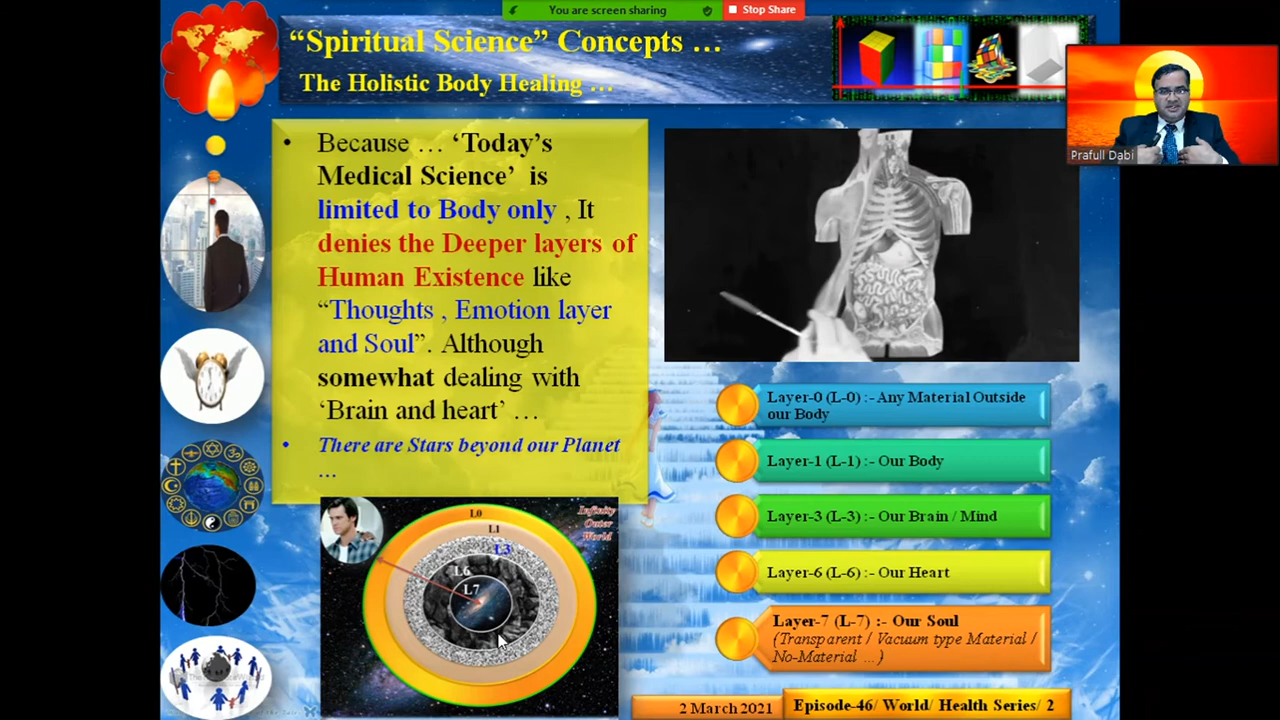 You are screen sharing
Stop Share
“Spiritual Science” Concepts …
The Holistic Body Healing …
Prafull Dabi
• Because … ‘Today’s
Medical Science’ is
limited to Body only , It
denies the Deeper layers of
Human Existence like
“Thoughts , Emotion layer
and Soul”. Although
somewhat dealing with
‘Brain and heart’ …
• There are Stars beyond our Planet
…
Layer-0 (L-0) :- Any Material Outside
our Body
Layer-1 (L-1) :- Our Body
Layer-3 (L-3) :- Our Brain / Mind
Layer-6 (L-6) :- Our Heart
Layer-7 (L-7) :- Our Soul
(Transparent / Vacuum type Material /
No-Material …)
Infinity
Outer
World
L0
L1
L3
L6
L7
2 March 2021
Episode-46/ World/ Health Series/ 2